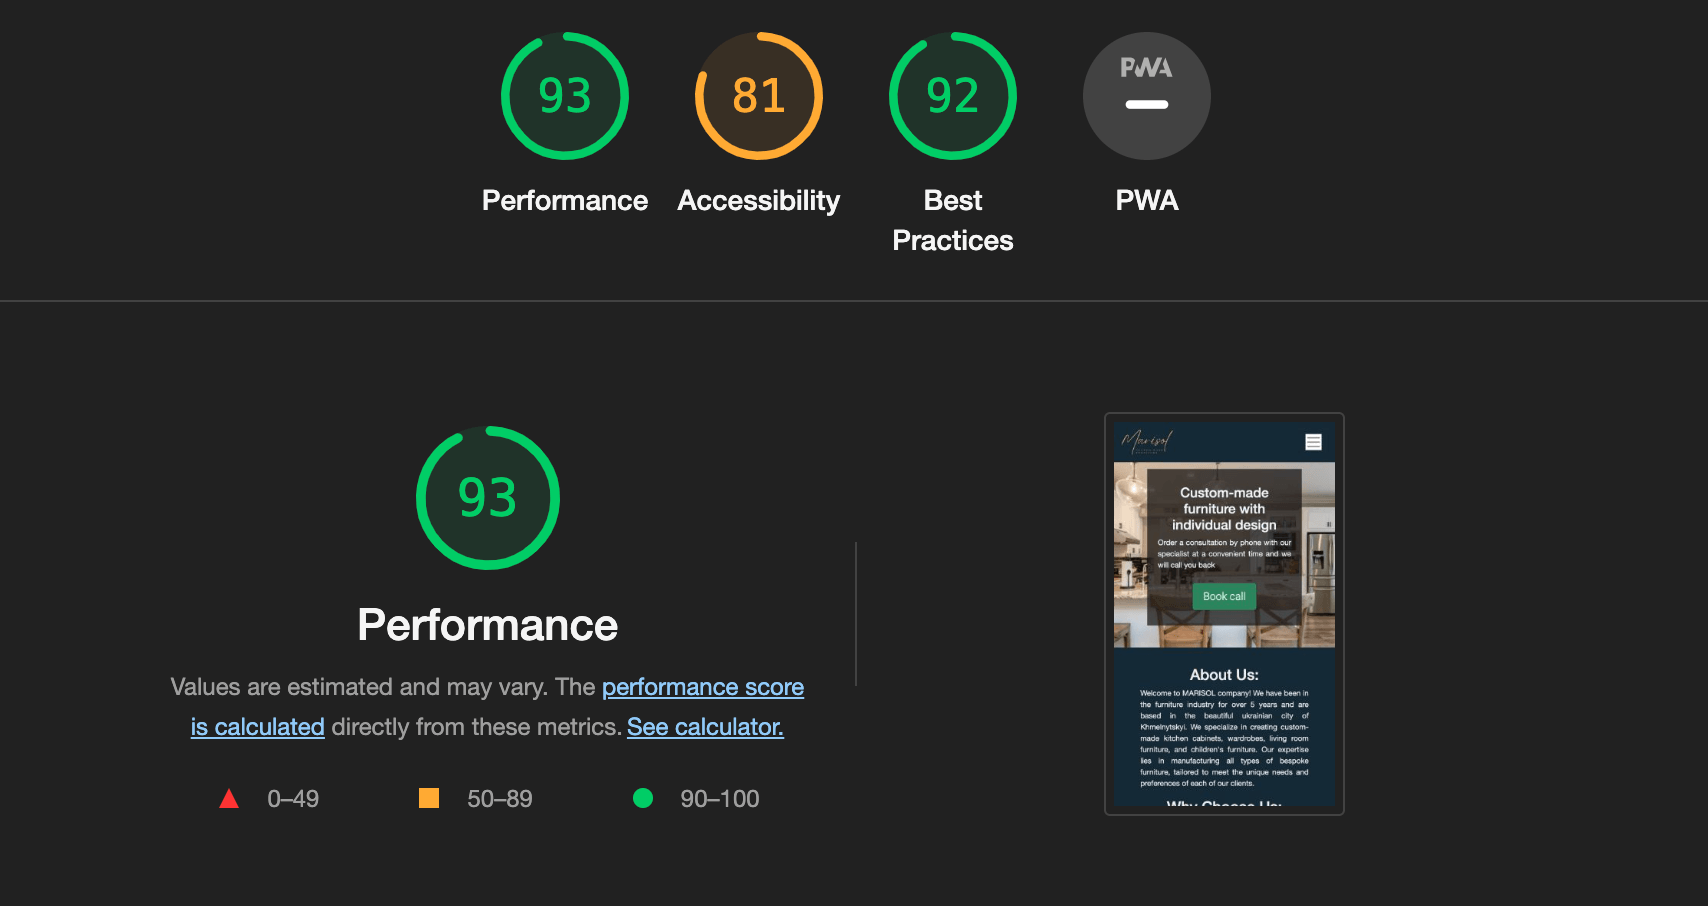 93
81
92
PWA
Performance
Accessibility
Best
Practices
PWA
93
Performance
Values are estimated and may vary. The performance score
is calculated directly from these metrics. See calculator.
0–49
50–89
90–100
Marisol
Custom-made
furniture with
individual design
Order a consultation by phone with our
specialist at a convenient time and we
will call you back
Book call
About Us:
Welcome to MARISOL company! We have been in
the furniture industry for over 5 years and are
based in the beautiful ukrainian city of
Khmelnytskyi. We specialize in creating custom-
made kitchen cabinets, wardrobes, living room
furniture, and children's furniture. Our expertise
lies in manufacturing all types of bespoke
furniture, tailored to meet the unique needs and
preferences of each of our clients.
Why Choose Us: